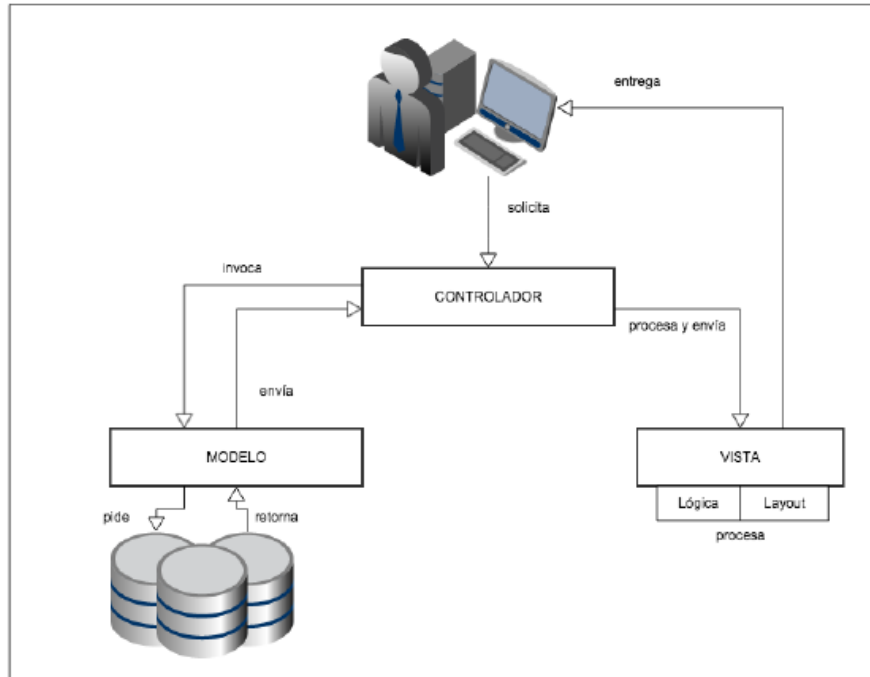 entrega
solicita
invoca
CONTROLADOR
procesa y envía
envía
MODELO
VISTA
Lógica
Layout
pide
retorna
procesa